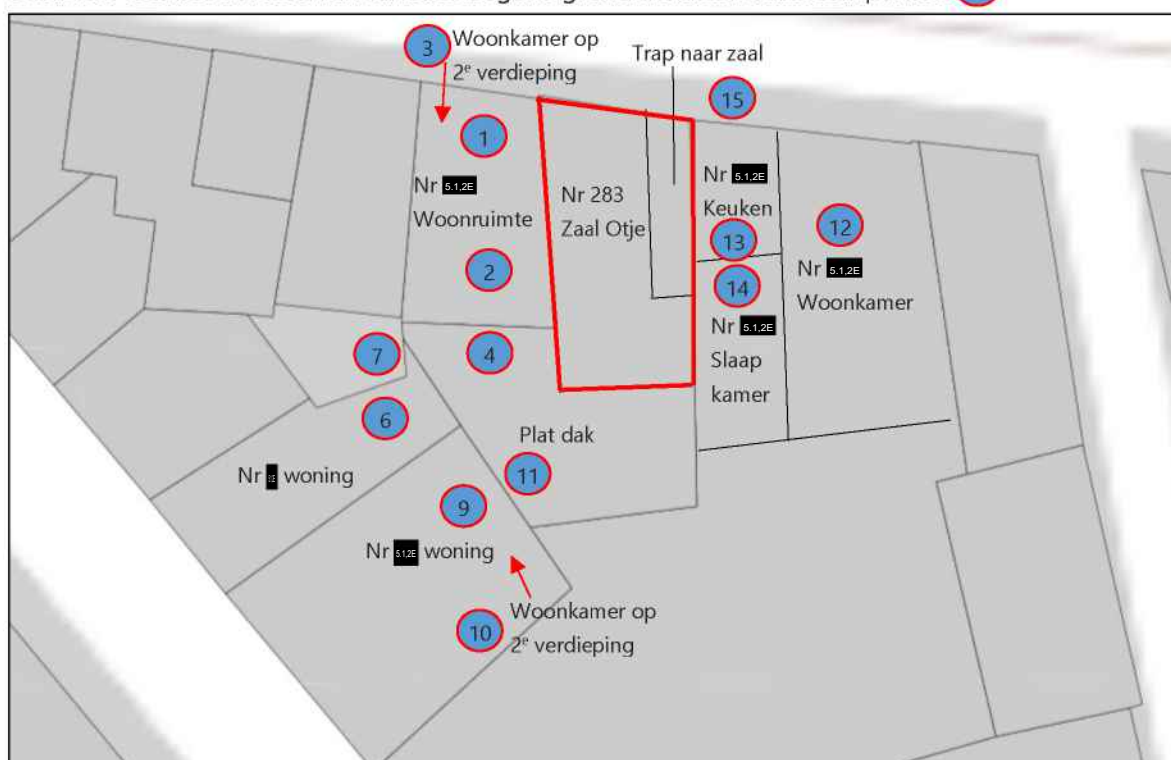 3
Woonkamer op
2e verdieping
Trap naar zaal
15
1
Nr 5.1,2E
Woonruimte
2
Nr 283
Zaal Otje
Nr 5.1,2E
Keuken
13
14
Nr 5.1,2E
Slaap
kamer
12
Nr 5.1,2E
Woonkamer
7
4
6
Plat dak
Nr woning
11
9
Nr 5.1,2E woning
10
Woonkamer op
2e verdieping